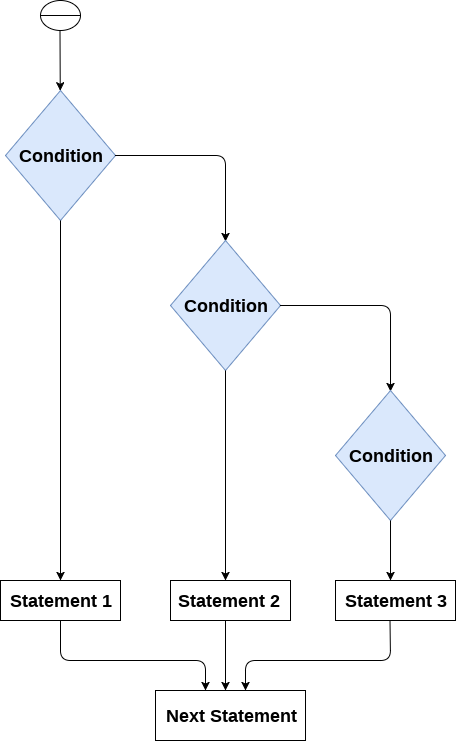 Condition
Condition
Condition
Statement 1
Statement 2
Statement 3
Next Statement